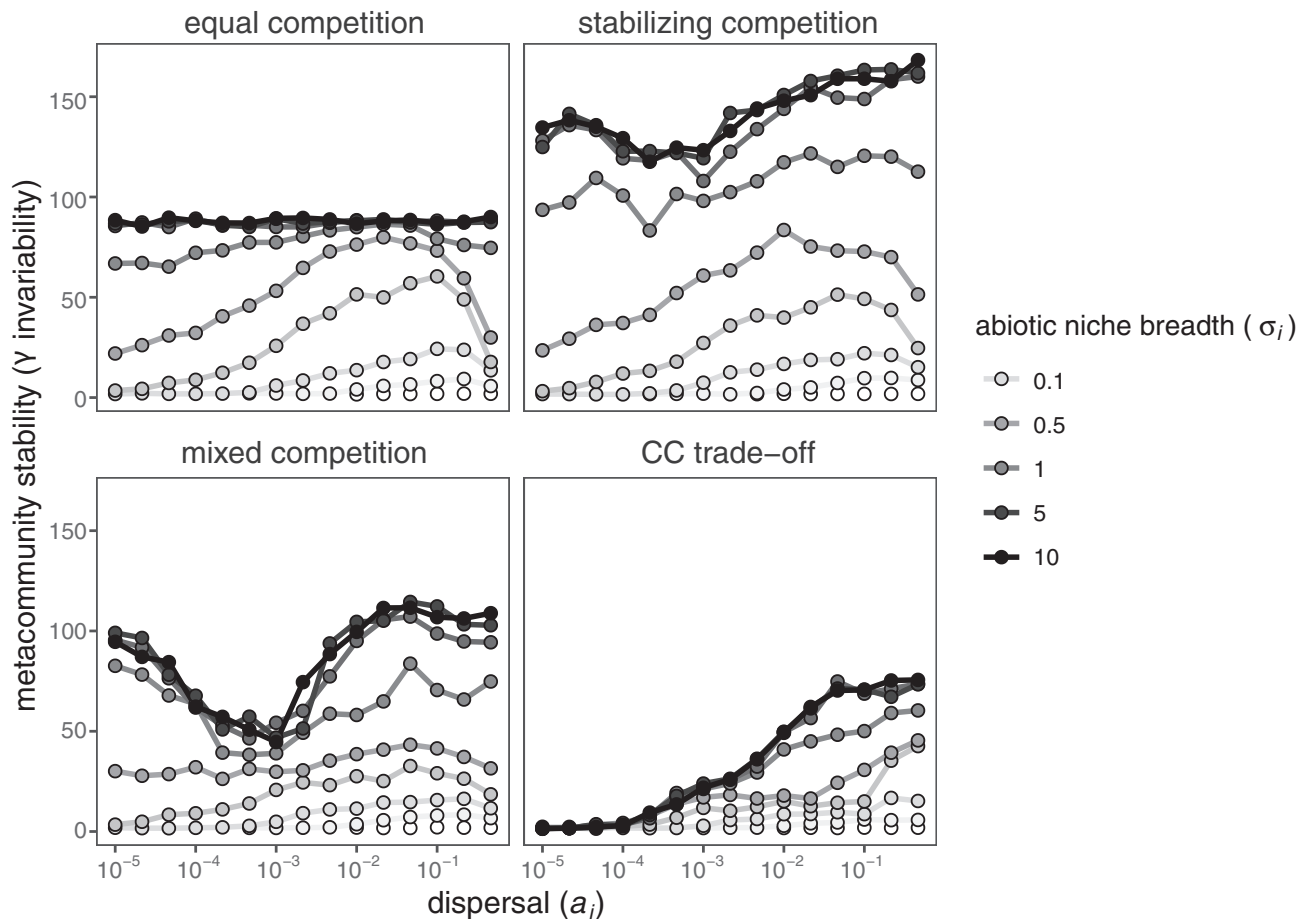 equal competition
stabilizing competition
150
100
50
0
mixed competition
CC trade−off
150
100
50
0
10⁻⁵ 10⁻⁴ 10⁻³ 10⁻² 10⁻¹
10⁻⁵ 10⁻⁴ 10⁻³ 10⁻² 10⁻¹
metacommunity stability (γ invariability)
dispersal (aᵢ)
abiotic niche breadth ( σᵢ)
0.1
0.5
1
5
10